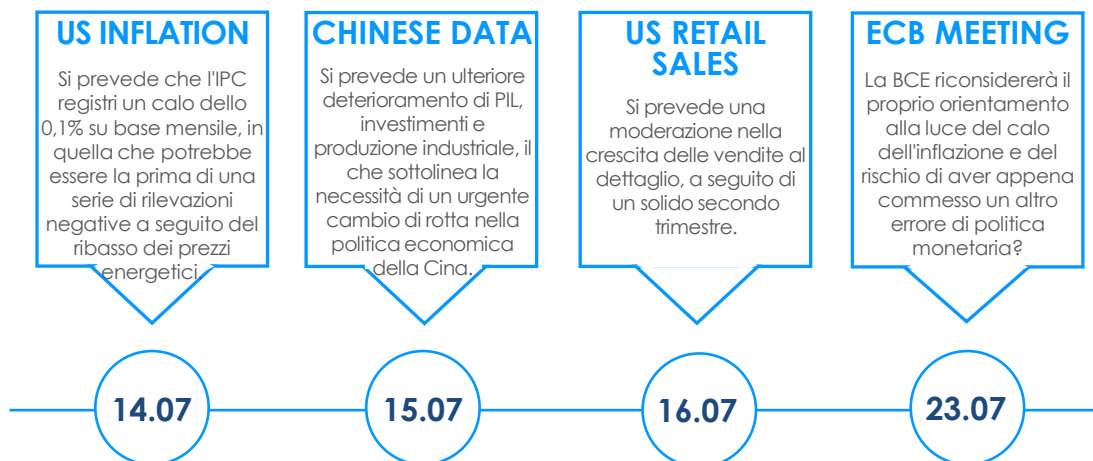 US INFLATION
Si prevede che l'IPC
registri un calo dello
0,1% su base mensile, in
quella che potrebbe
essere la prima di una
serie di rilevazioni
negative a seguito del
ribasso dei prezzi
energetici.
CHINESE DATA
Si prevede un ulteriore
deterioramento di PIL,
investimenti e
produzione industriale, il
che sottolinea la
necessità di un urgente
cambio di rotta nella
politica economica
della Cina.
US RETAIL
SALES
Si prevede una
moderazione nella
crescita delle vendite al
dettaglio, a seguito di
un solido secondo
trimestre.
ECB MEETING
La BCE riconsidererà il
proprio orientamento
alla luce del calo
dell'inflazione e del
rischio di aver appena
commesso un altro
errore di politica
monetaria?
14.07
15.07
16.07
23.07